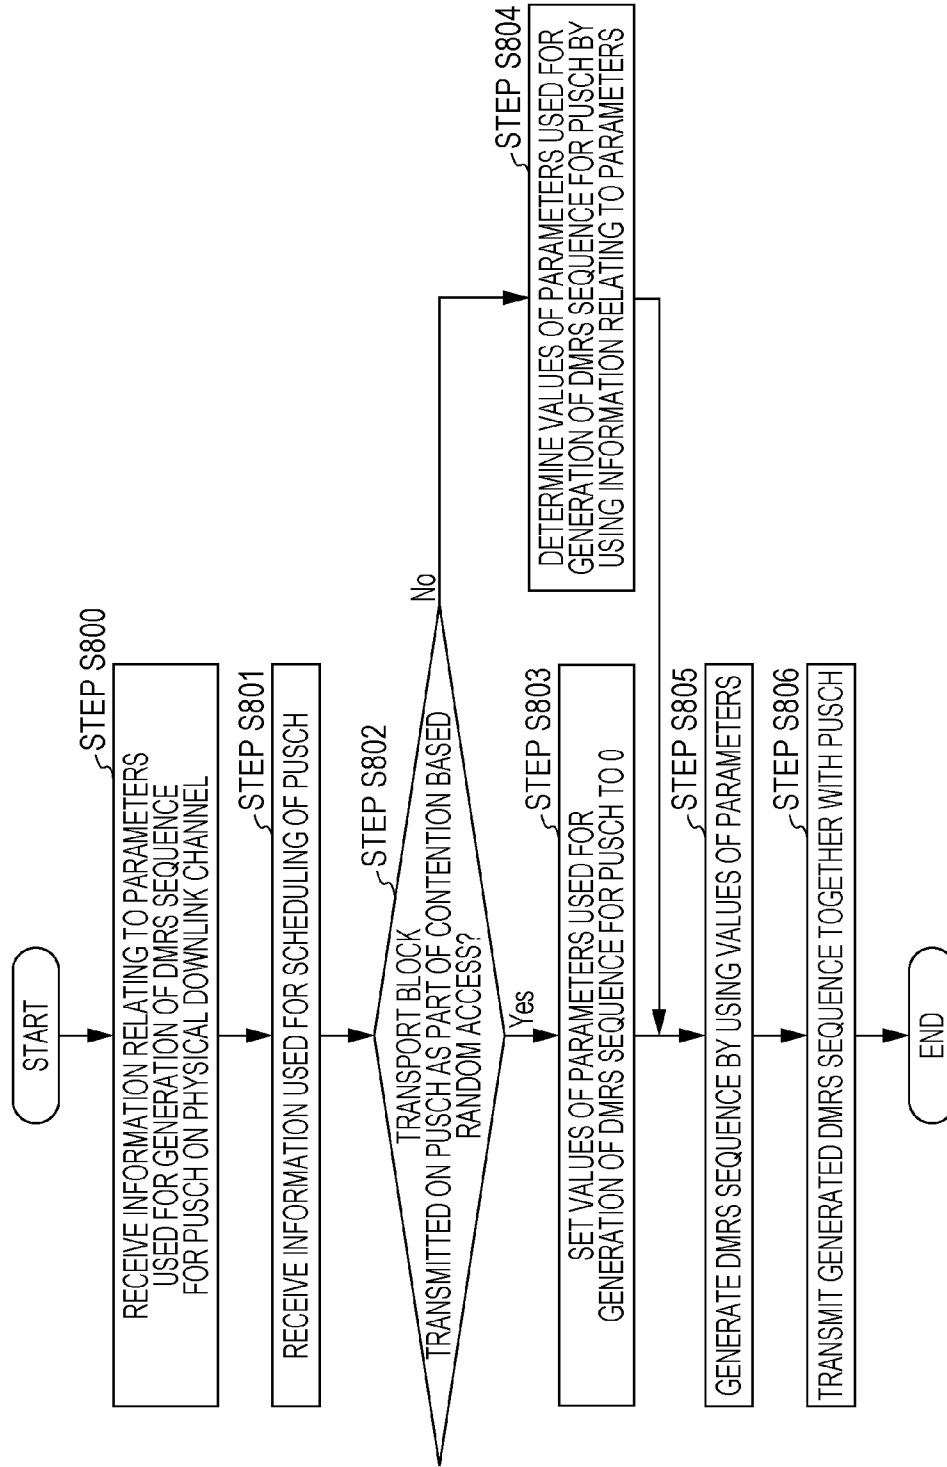 START
STEP S800
RECEIVE INFORMATION RELATING TO PARAMETERS
USED FOR GENERATION OF DMRS SEQUENCE
FOR PUSCH ON PHYSICAL DOWNLINK CHANNEL
STEP S801
RECEIVE INFORMATION USED FOR SCHEDULING OF PUSCH
STEP S802
TRANSPORT BLOCK
TRANSMITTED ON PUSCH AS PART OF CONTENTION BASED
RANDOM ACCESS?
No
Yes
STEP S803
SET VALUES OF PARAMETERS USED FOR
GENERATION OF DMRS SEQUENCE FOR PUSCH TO 0
STEP S804
DETERMINE VALUES OF PARAMETERS USED FOR
GENERATION OF DMRS SEQUENCE FOR PUSCH BY
USING INFORMATION RELATING TO PARAMETERS
STEP S805
GENERATE DMRS SEQUENCE BY USING VALUES OF PARAMETERS
STEP S806
TRANSMIT GENERATED DMRS SEQUENCE TOGETHER WITH PUSCH
END